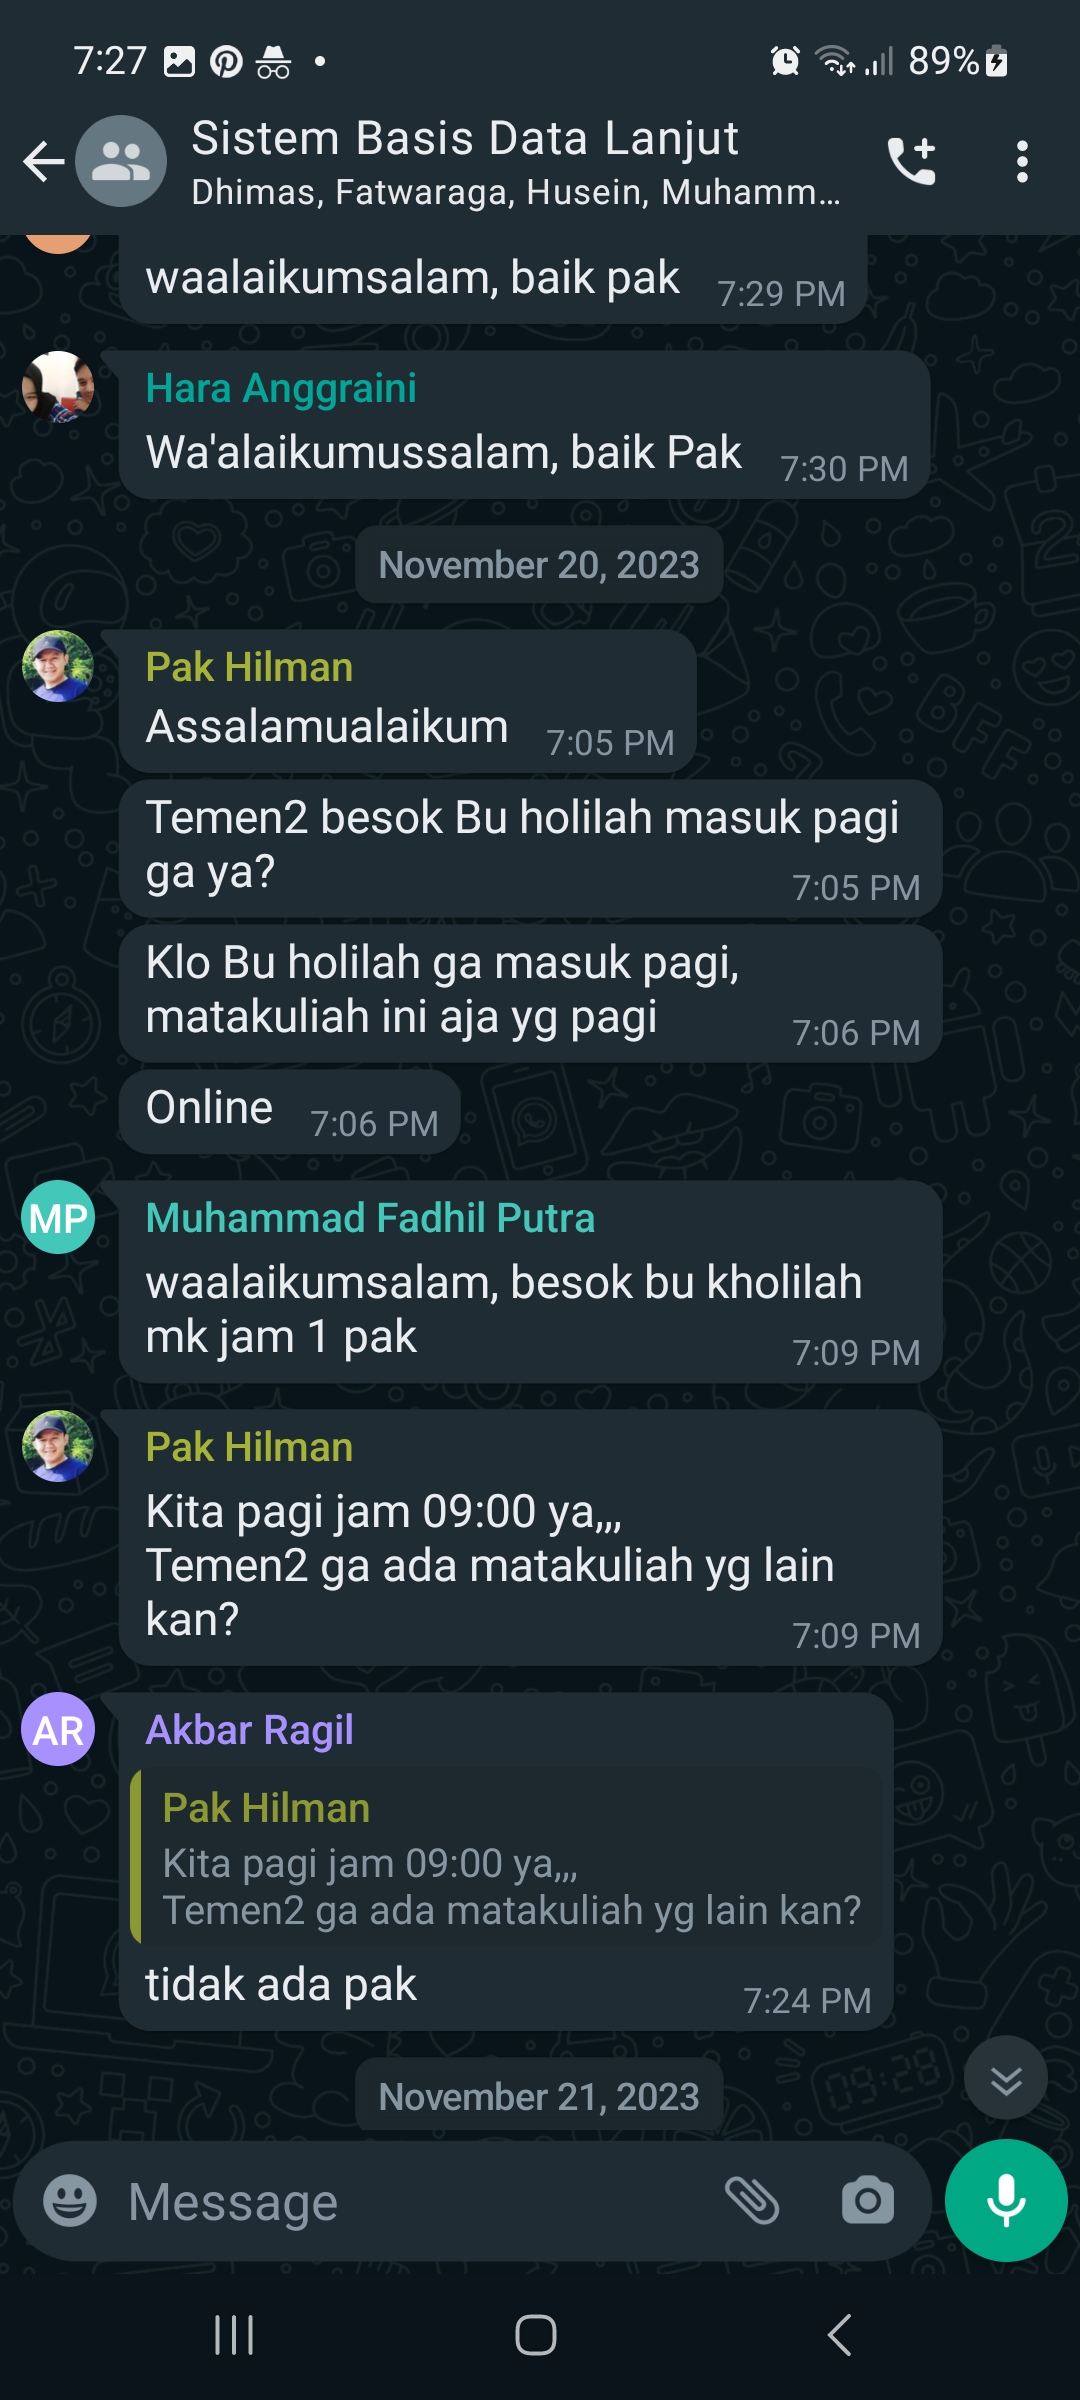 7:27
89%
Sistem Basis Data Lanjut
Dhimas, Fatwaraga, Husein, Muhamm...
waalaikumsalam, baik pak 7:29 PM
Hara Anggraini
Wa'alaikumussalam, baik Pak 7:30 PM
November 20, 2023
Pak Hilman
Assalamualaikum 7:05 PM
Temen2 besok Bu holilah masuk pagi
ga ya? 7:05 PM
Klo Bu holilah ga masuk pagi,
matakuliah ini aja yg pagi 7:06 PM
Online 7:06 PM
MP
Muhammad Fadhil Putra
waalaikumsalam, besok bu kholilah
mk jam 1 pak 7:09 PM
Pak Hilman
Kita pagi jam 09:00 ya,,,
Temen2 ga ada matakuliah yg lain
kan? 7:09 PM
AR
Akbar Ragil
Pak Hilman
Kita pagi jam 09:00 ya,,,
Temen2 ga ada matakuliah yg lain kan?
tidak ada pak 7:24 PM
November 21, 2023
Message